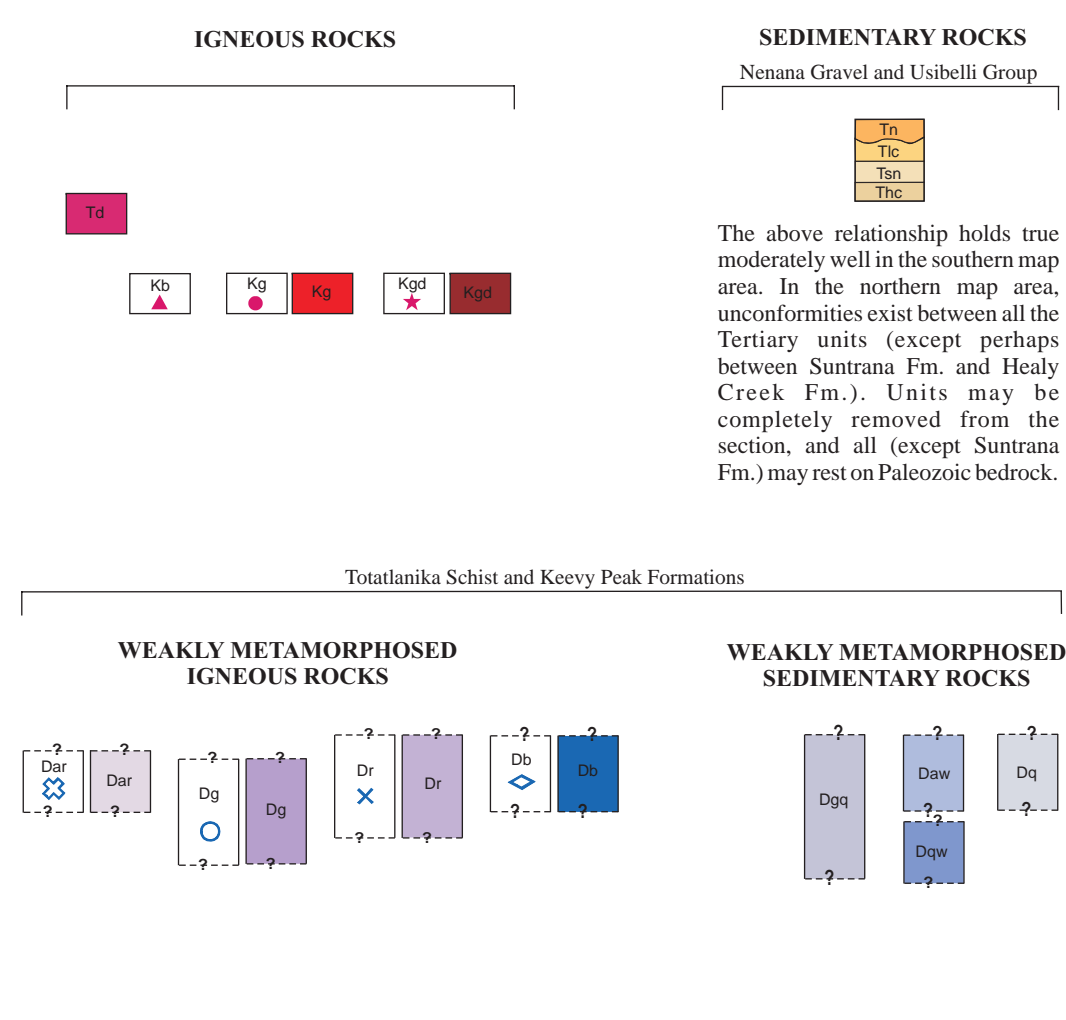 IGNEOUS ROCKS
SEDIMENTARY ROCKS
Nenana Gravel and Usibelli Group
Tn
Tlc
Tsn
Thc
Td
Kb
Kg
Kg
Kgd
Kgd
The above relationship holds true
moderately well in the southern map
area. In the northern map area,
unconformities exist between all the
Tertiary units (except perhaps
between Suntrana Fm. and Healy
Creek Fm.). Units may be
completely removed from the
section, and all (except Suntrana
Fm.) may rest on Paleozoic bedrock.
Totatlanika Schist and Keevy Peak Formations
WEAKLY METAMORPHOSED
IGNEOUS ROCKS
?
Dar
?
?
Dar
?
?
Dg
?
?
Dg
?
?
Dr
?
?
Dr
?
?
Db
?
?
Db
?
WEAKLY METAMORPHOSED
SEDIMENTARY ROCKS
?
Dgq
?
?
Daw
?
?
Dqw
?
?
Dq
?